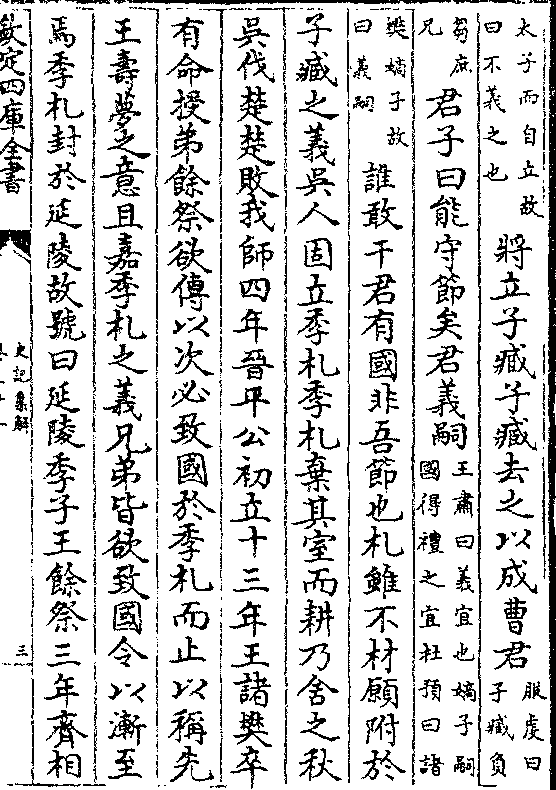 太子而自立故
曰不義之也
將立子臧子臧去之以成曹君
服虔曰
子臧負
芻庶
兄
君子曰能守節矣君義嗣
王肅曰義宜也嫡子嗣
國得禮之宜杜預曰諸
樊嫡子故
曰義嗣
誰敢干君有國非吾節也札雖不材願附於
子臧之義吳人固立季札季札棄其室而耕乃舍之秋
吳伐楚楚敗我師四年晉平公初立十三年王諸樊卒
有命授弟餘祭欲傳以次必致國於季札而止以稱先
王壽夢之意且嘉季札之義兄弟皆欲致國令以漸至
焉季札封於延陵故號曰延陵季子王餘祭三年齊相
欽定四庫全書
史記集解
三